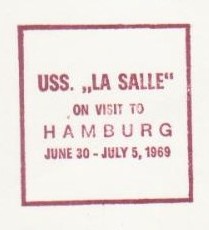 USS. „LA SALLE“
ON VISIT TO
HAMBURG
JUNE 30 - JULY 5, 1969